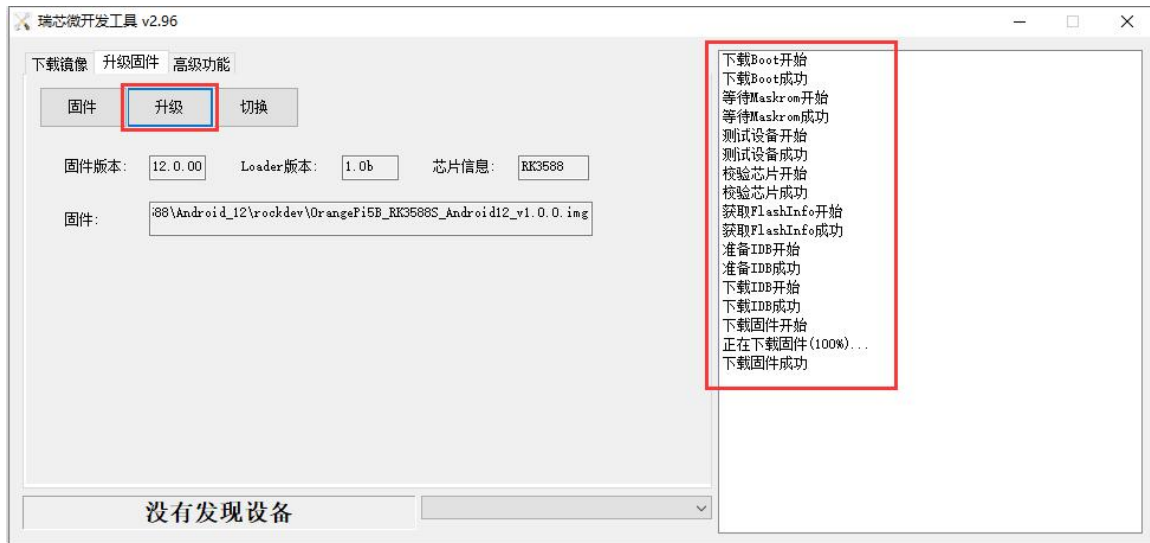 瑞芯微开发工具 v2.96
下载镜像 升级固件 高级功能
固件 升级 切换
固件版本: 12.0.00 Loader版本: 1.0b 芯片信息: RK3588
固件: :88\Android_12\rockdev\OrangePi5B_RK3588S_Android12_v1.0.0.img
没有发现设备
下载Boot开始
下载Boot成功
等待Maskrom开始
等待Maskrom成功
测试设备开始
测试设备成功
校验芯片开始
校验芯片成功
获取FlashInfo开始
获取FlashInfo成功
准备IDB开始
准备IDB成功
下载IDB开始
下载IDB成功
下载固件开始
正在下载固件(100%)...
下载固件成功